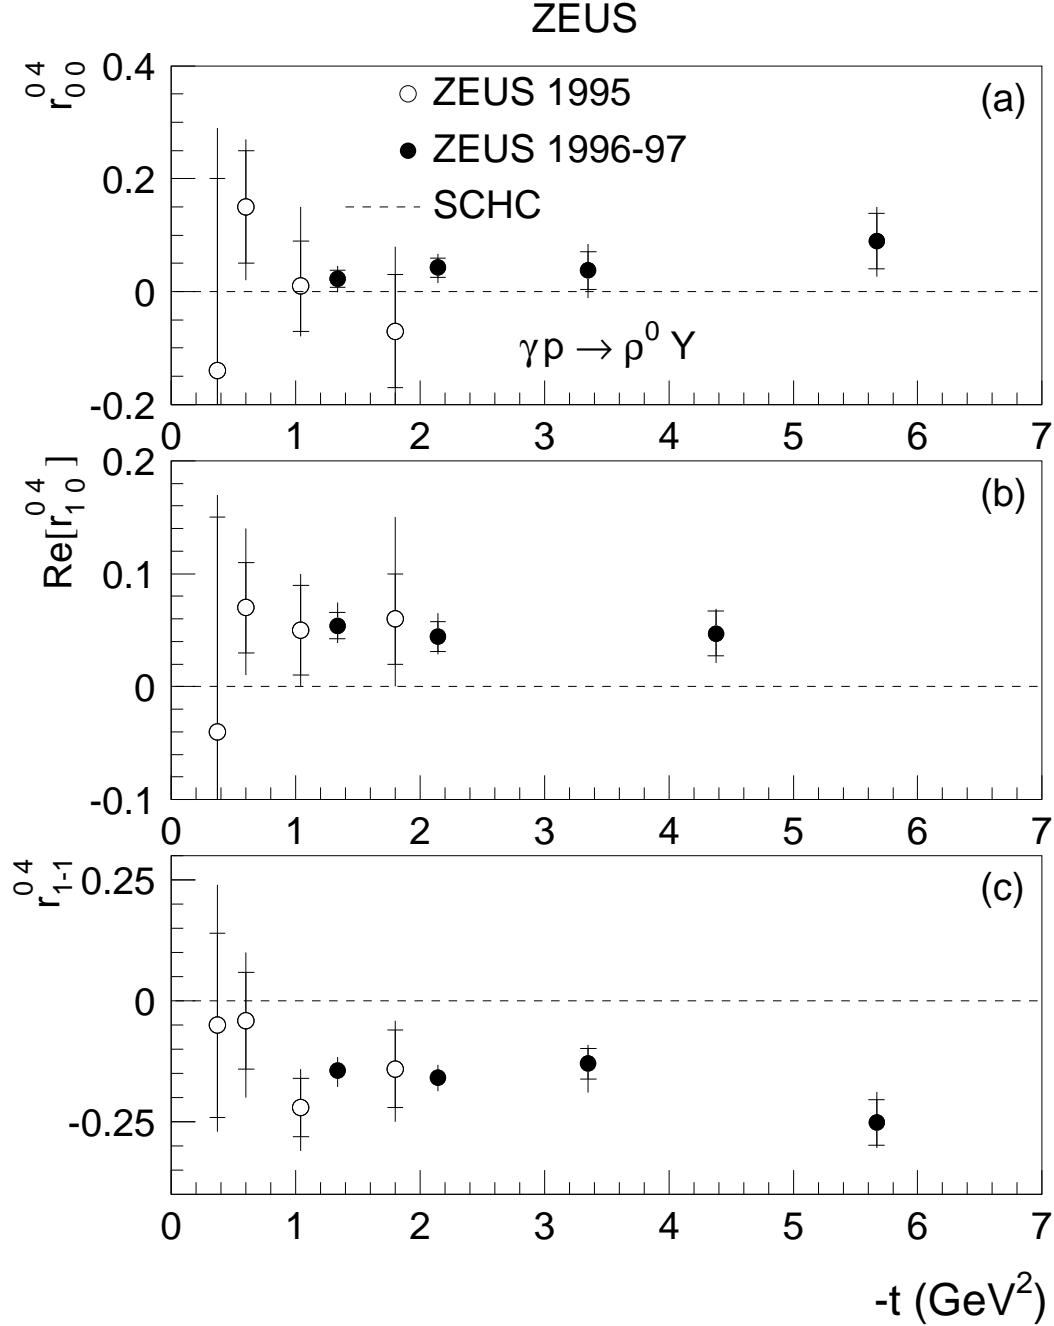 ZEUS
r 04 00
0.4
0.2
0
-0.2
ZEUS 1995
ZEUS 1996-97
SCHC
(a)
γp → ρ⁰ Y
0 1 2 3 4 5 6 7
Re[r 04 10]
0.2
0.1
0
-0.1
(b)
0 1 2 3 4 5 6 7
r 04 1-1
0.25
0
-0.25
(c)
0 1 2 3 4 5 6 7
-t (GeV²)